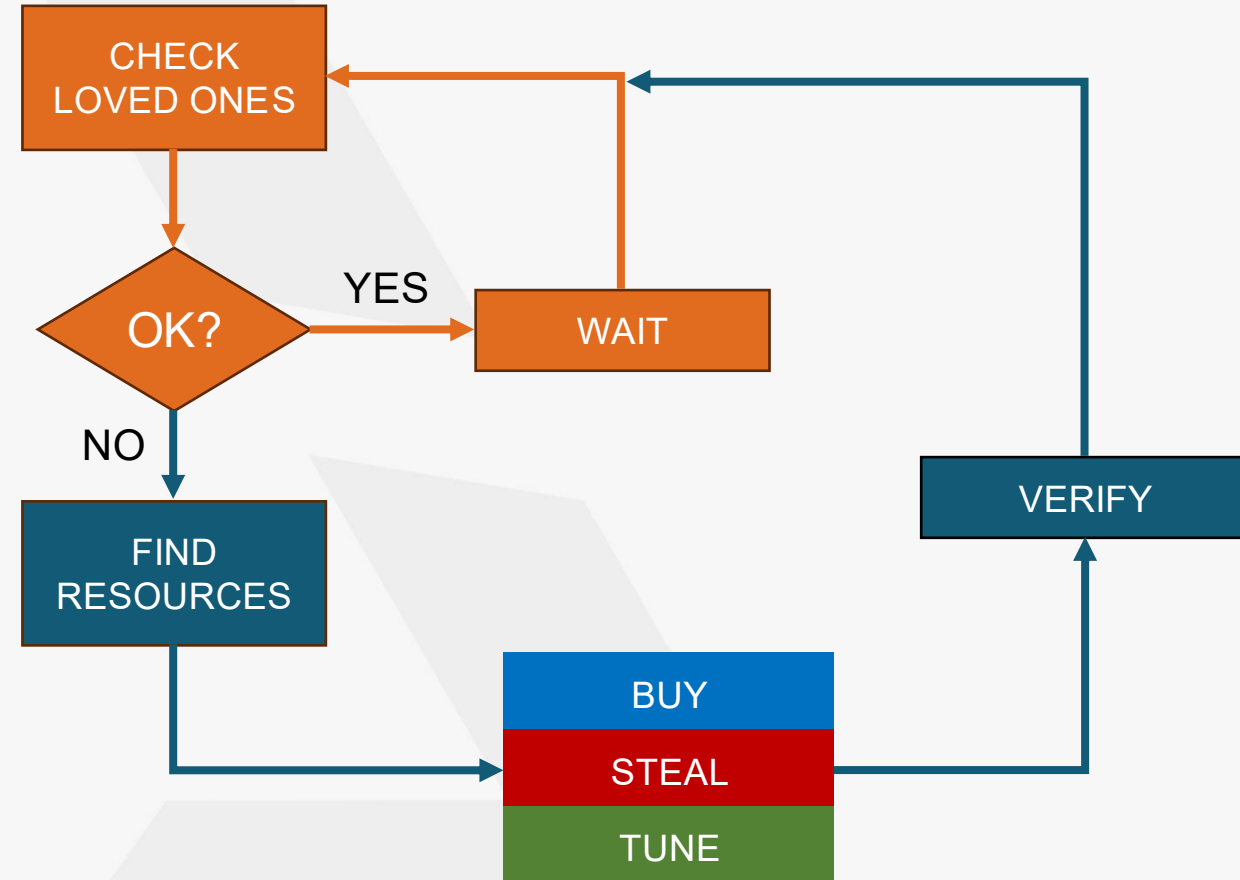 CHECK
LOVED ONES
OK?
YES
WAIT
NO
VERIFY
FIND
RESOURCES
BUY
STEAL
TUNE